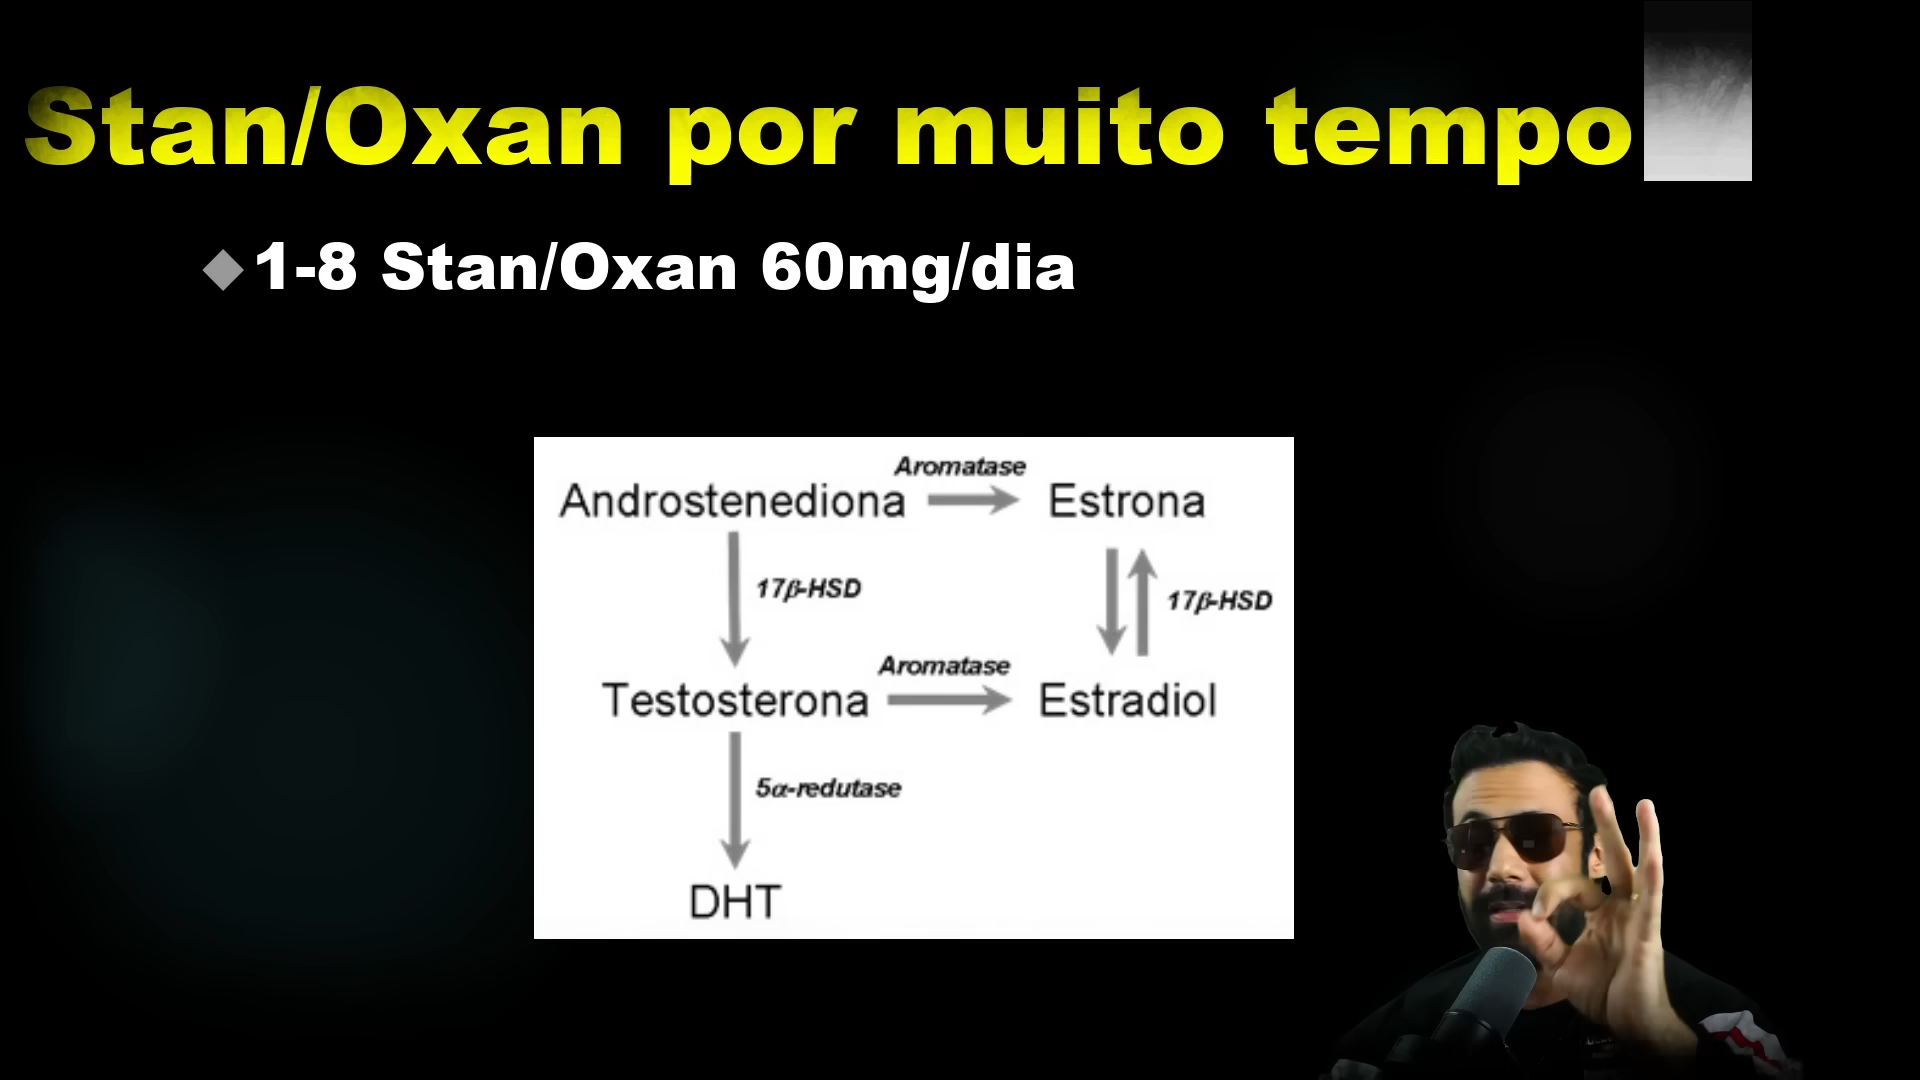 Stan/Oxan por muito tempo
1-8 Stan/Oxan 60mg/dia
Aromatase
Androstenediona
Estrona
17β-HSD
17β-HSD
Aromatase
Testosterona
Estradiol
5α-redutase
DHT